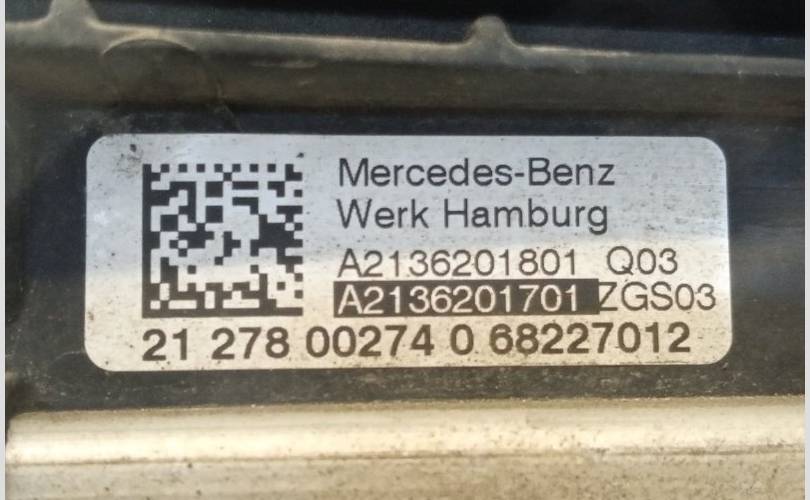 Mercedes-Benz
Werk Hamburg
A2136201801 Q03
A2136201701 ZGS03
21 278 00274 0 68227012